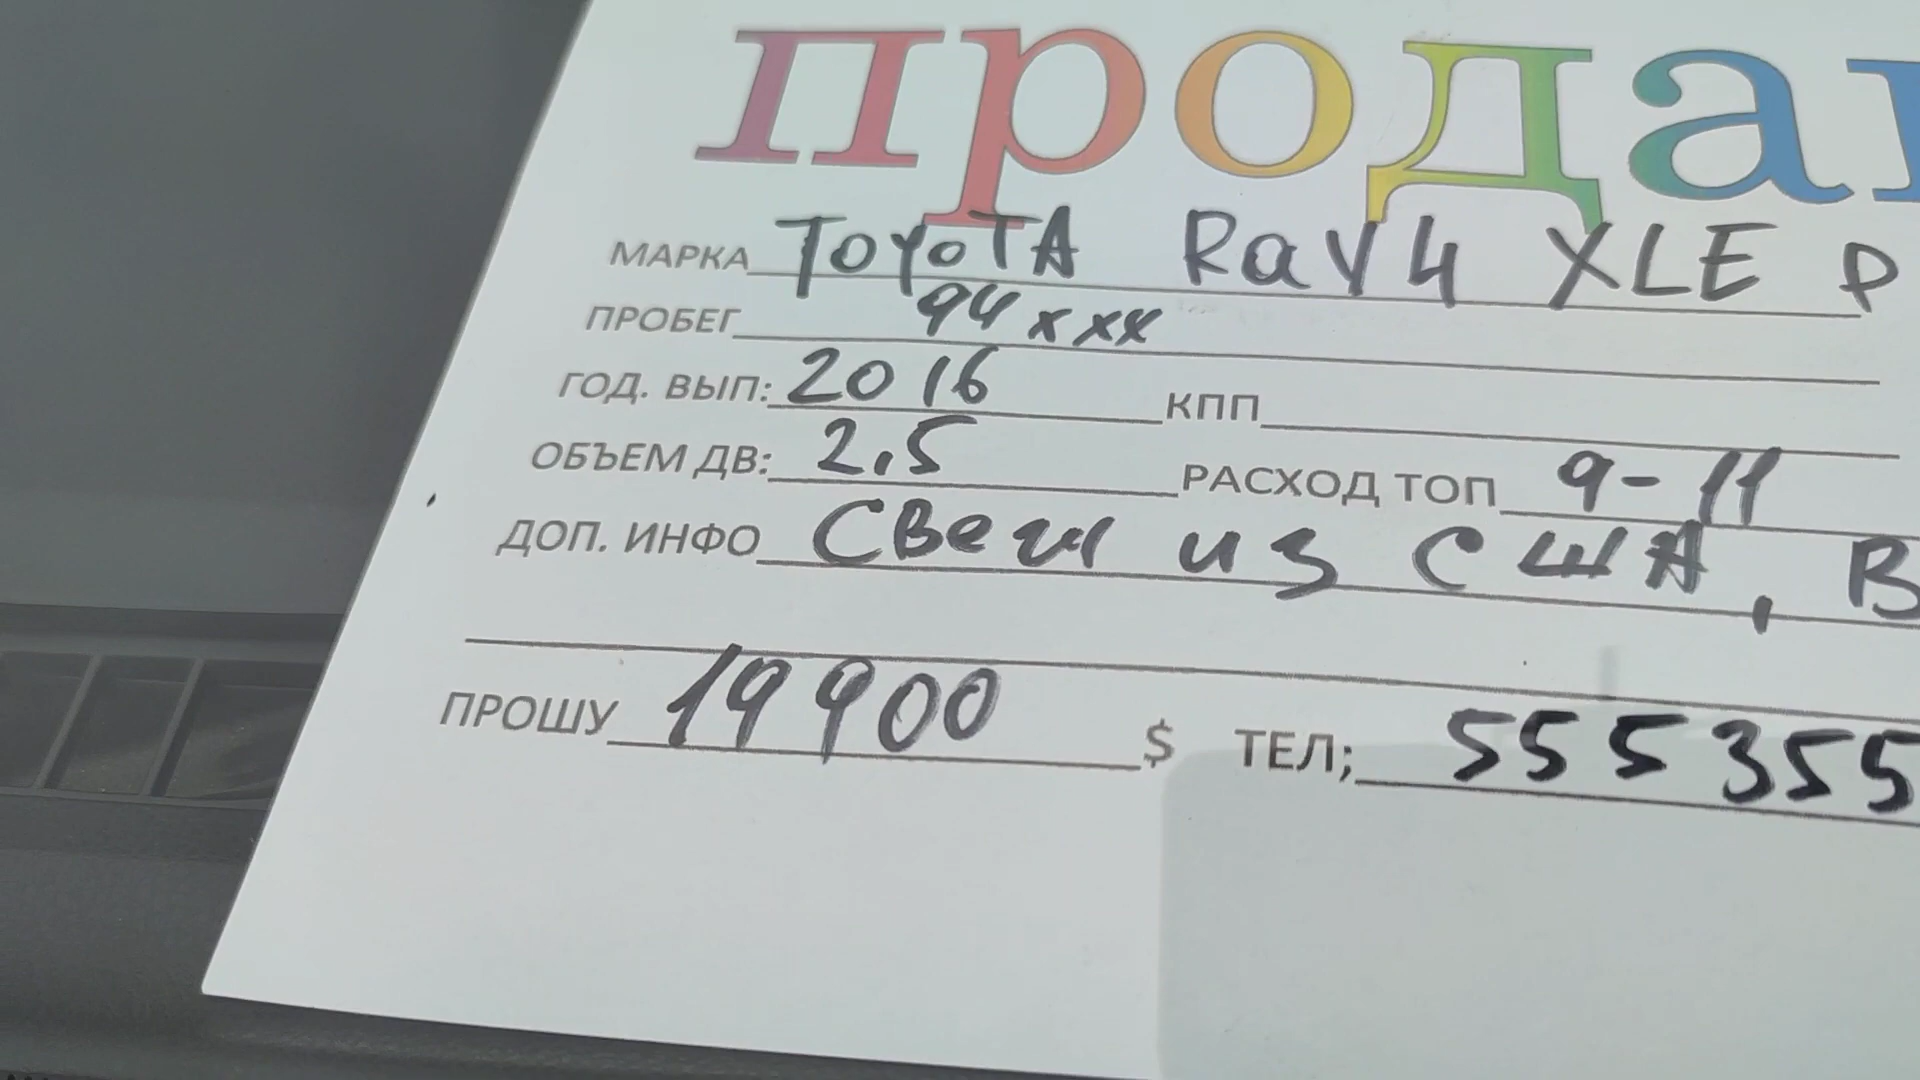 прода
МАРКА Toyota Rav4 XLE P
ПРОБЕГ 94xxx
ГОД. ВЫП: 2016 КПП
ОБЪЕМ ДВ: 2,5 РАСХОД ТОП 9-11
ДОП. ИНФО Свеж из США, В
ПРОШУ 19900 $ ТЕЛ; 555355